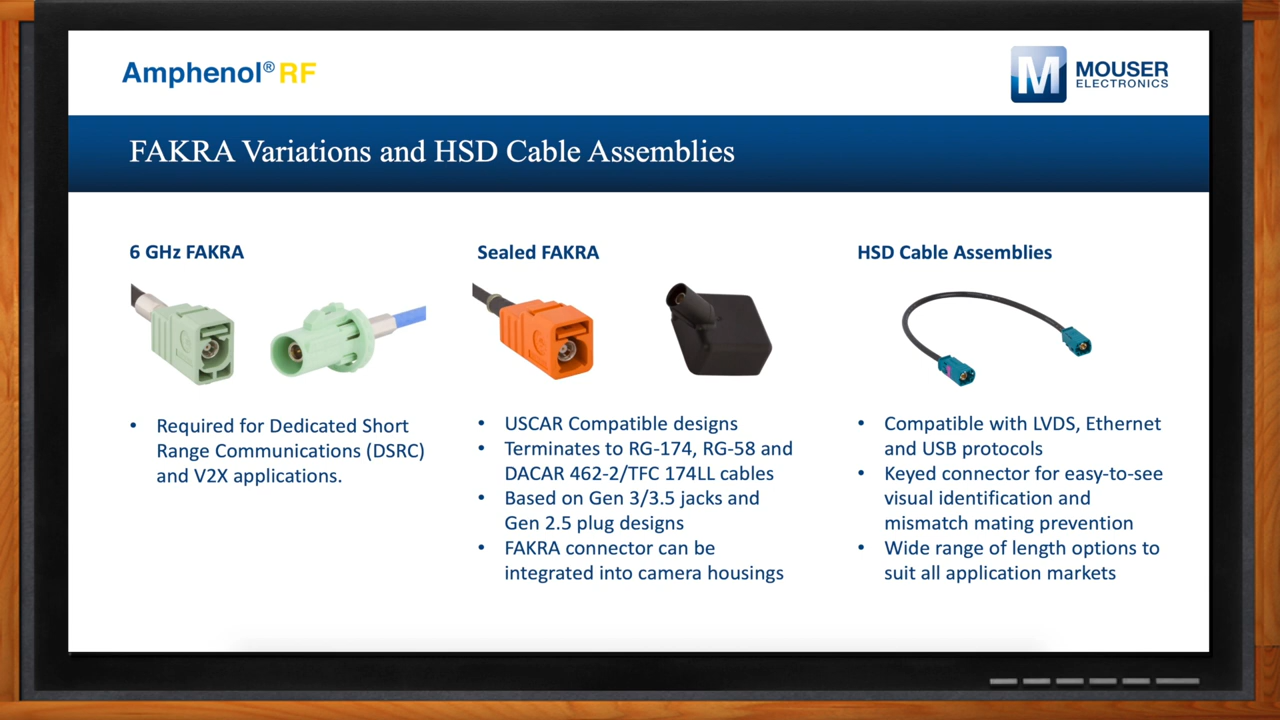 Amphenol® RF
M MOUSER
ELECTRONICS
FAKRA Variations and HSD Cable Assemblies
6 GHz FAKRA
• Required for Dedicated Short
Range Communications (DSRC)
and V2X applications.
Sealed FAKRA
• USCAR Compatible designs
• Terminates to RG-174, RG-58 and
DACAR 462-2/TFC 174LL cables
• Based on Gen 3/3.5 jacks and
Gen 2.5 plug designs
• FAKRA connector can be
integrated into camera housings
HSD Cable Assemblies
• Compatible with LVDS, Ethernet
and USB protocols
• Keyed connector for easy-to-see
visual identification and
mismatch mating prevention
• Wide range of length options to
suit all application markets